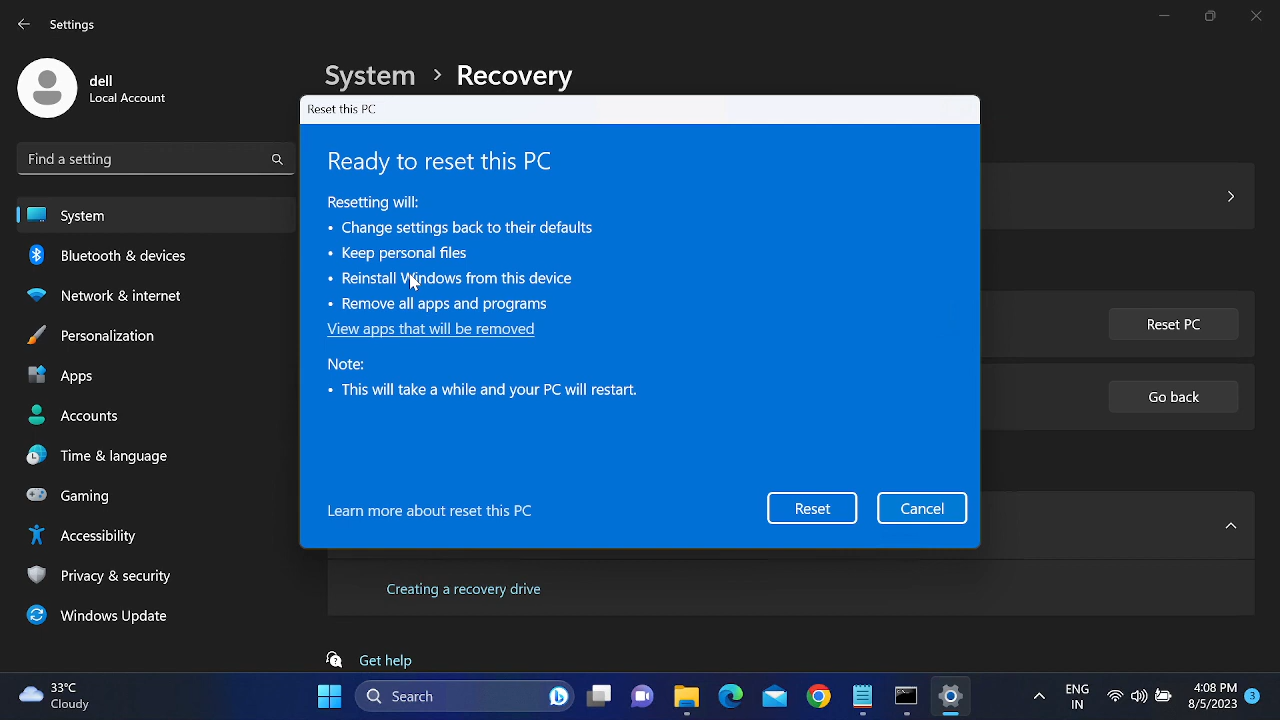 Settings
dell
Local Account
System > Recovery
Find a setting
Reset this PC
Ready to reset this PC
Resetting will:
• Change settings back to their defaults
• Keep personal files
• Reinstall Windows from this device
• Remove all apps and programs
View apps that will be removed
Note:
• This will take a while and your PC will restart.
Learn more about reset this PC
Reset
Cancel
System
Bluetooth & devices
Network & internet
Personalization
Apps
Accounts
Time & language
Gaming
Accessibility
Privacy & security
Windows Update
Reset PC
Go back
Creating a recovery drive
Get help
33°C
Cloudy
Search
ENG
IN
4:08 PM
8/5/2023
3